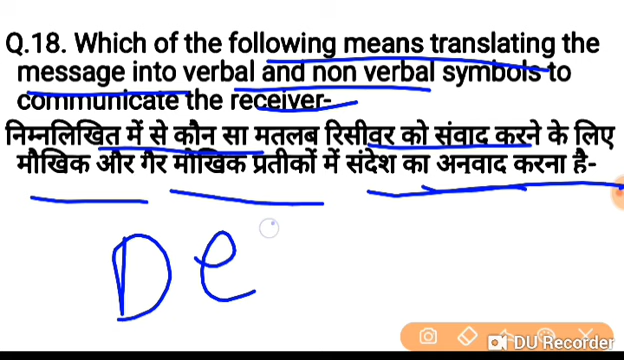 Q.18. Which of the following means translating the
message into verbal and non verbal symbols to
communicate the receiver-
निम्नलिखित में से कौन सा मतलब रिसीवर को संवाद करने के लिए
मौखिक और गैर मौखिक प्रतीकों में संदेश का अनुवाद करना है-
De
DU Recorder